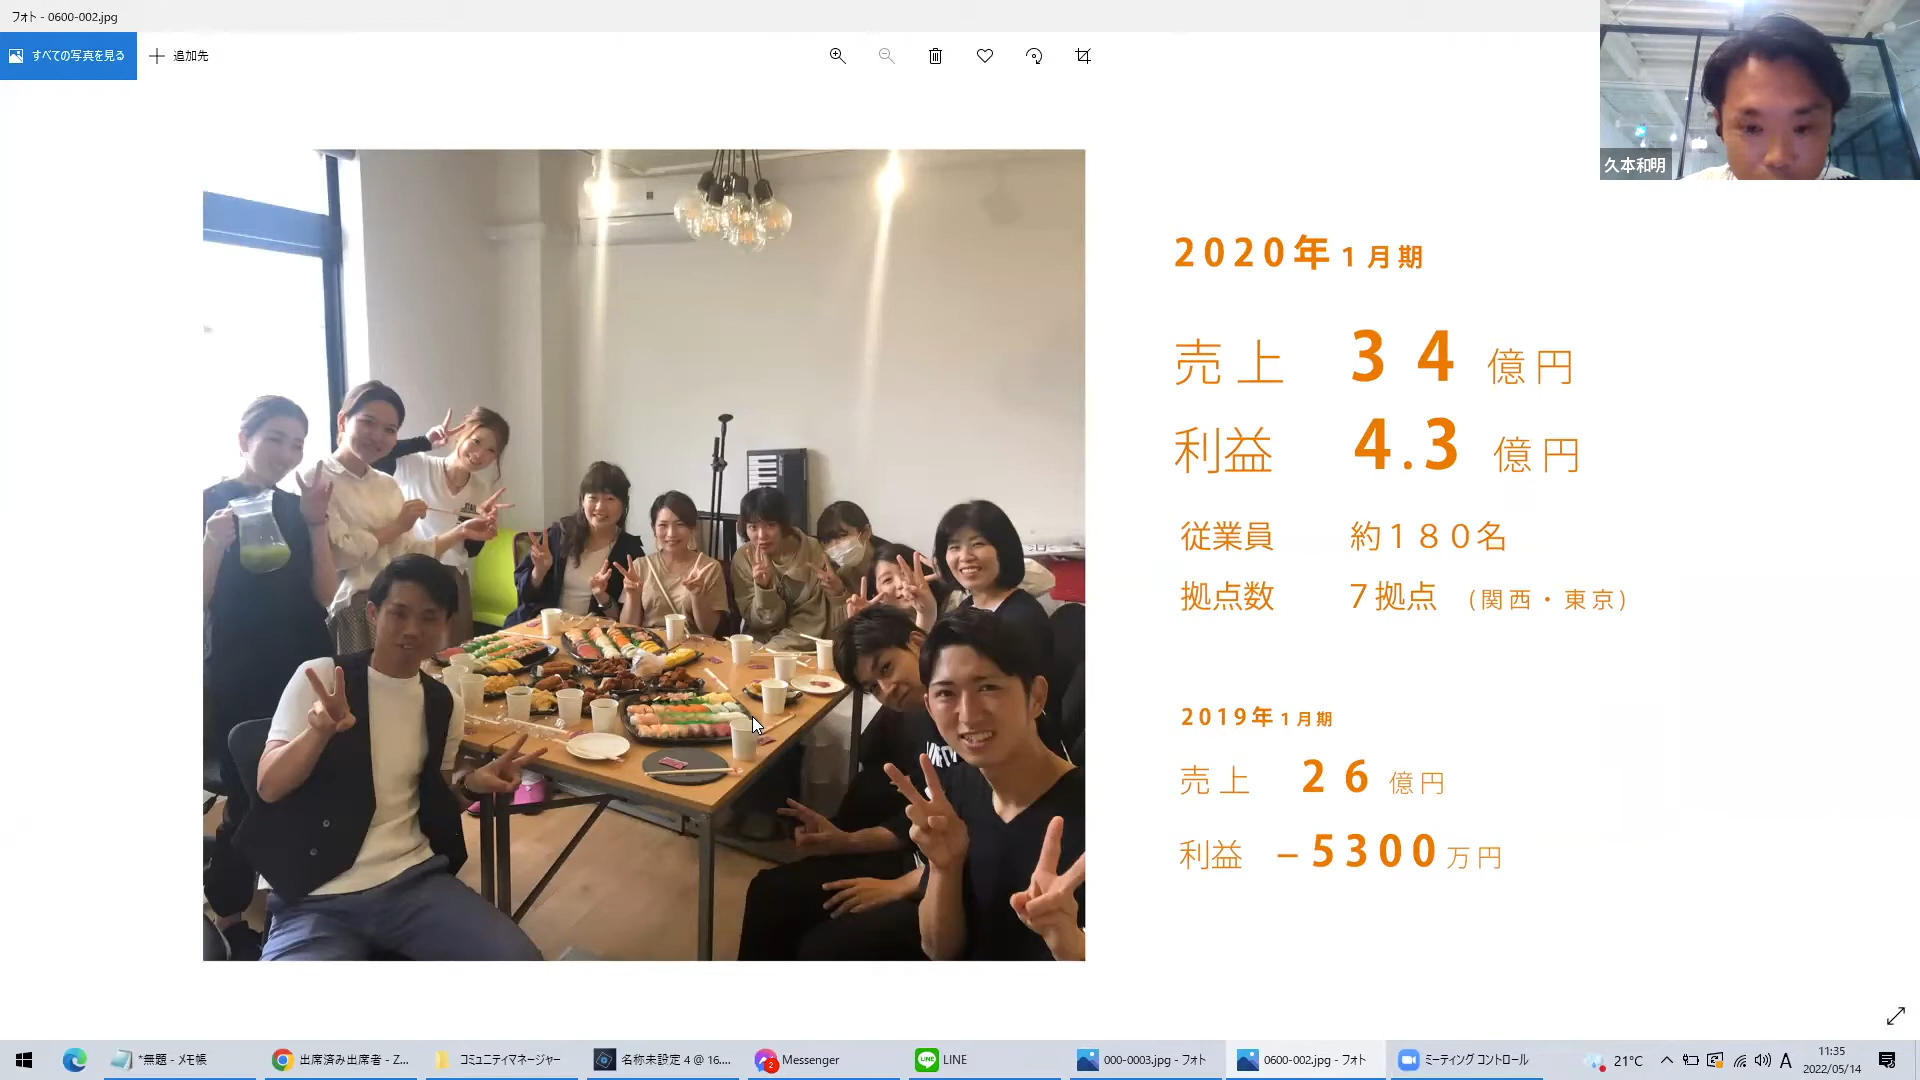 フォト - 0600-002.jpg
すべての写真を見る
追加先
久本和明
2020年 1月期
売上 34 億円
利益 4.3 億円
従業員 約180名
拠点数 7拠点 (関西・東京)
2019年 1月期
売上 26 億円
利益 −5300万円
*無題 - メモ帳
出席済み出席者 - Z...
コミュニティマネージャー
名称未設定 4 @ 16....
2
Messenger
LINE
000-0003.jpg - フォト
0600-002.jpg - フォト
ミーティング コントロール
21°C
A
11:35
2022/05/14